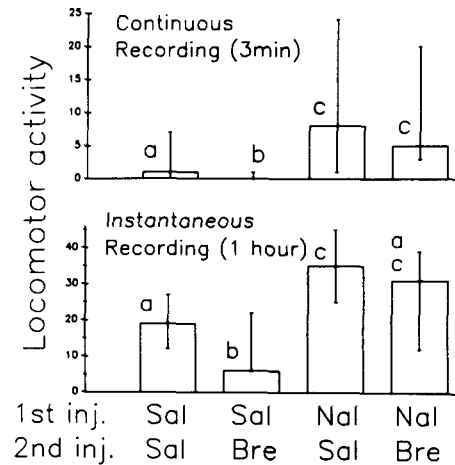 Locomotor activity
Continuous
Recording (3min)
25
20
15
10
5
0
a
b
c
c
Instantaneous
Recording (1 hour)
40
30
20
10
0
a
b
c
a
c
1st inj. Sal Sal Nal Nal
2nd inj. Sal Bre Sal Bre